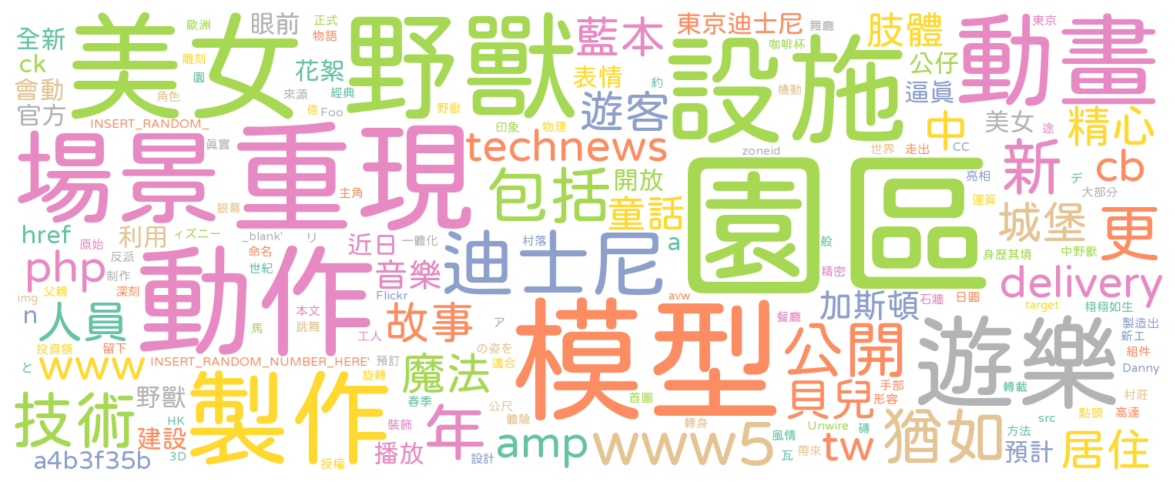 全新
歐洲
美女
眼前
正式
物語
野獸
藍本
東京迪士尼
舞廳
咖啡杯
肢體
動畫
東京
ck
雕刻
園
花絮
表情
設施
公仔
會動
角色
來源
經典
億
Foo
野獸
遊客
約
機動
逼真
官方
INSERT_RANDOM_
印象
物理
中
美女
途
精心
真實
technews
zoneid
世界
走出
CC
場景
重現
主角
包括
開放
園區
亮相
新
デ
cb
銀幕
童話
運算
大部分
城堡
更
href
原始
利用
ィズニー
_blank'
リ
近日
一體化
村落
迪士尼
a
般
身歷其境
中野獸
反派
命名
php
制作
世紀
動作
音樂
精密
delivery
img
父親
深刻
Flickr
avw
加斯頓
石牆
日圓
target
栩栩如生
n
人員
馬
本文
跳舞
工人
故事
ア
模型
餐廳
公開
遊樂
製造出
新工
投資額
留下
INSERT_RANDOM_NUMBER_HERE'
預訂
の姿を
適合
組件
と
www
製作
旋轉
魔法
貝兒
手部
形容
轉載
Danny
技術
野獸
HK
春季
首圖
村莊
建設
裝飾
年
公尺
體驗
轉身
Unwire
磚
猶如
src
點頭
高達
a4b3f35b
3D
授權
播放
設計
amp
www5
風情
瓦
帶來
tw
方法
預計
居住